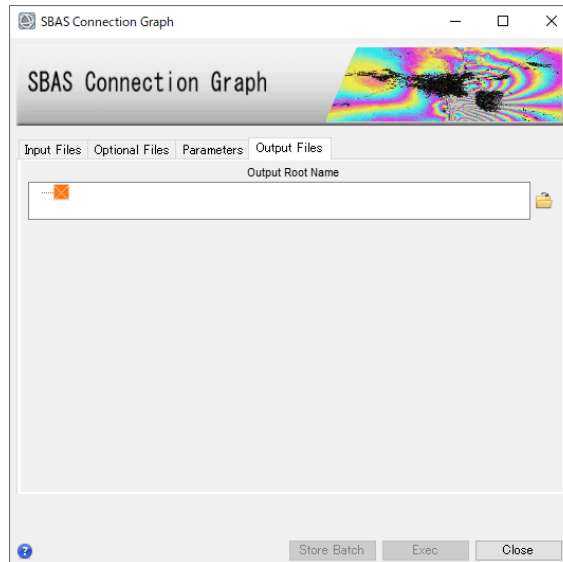 SBAS Connection Graph
SBAS Connection Graph
Input Files Optional Files Parameters Output Files
Output Root Name
Store Batch Exec Close